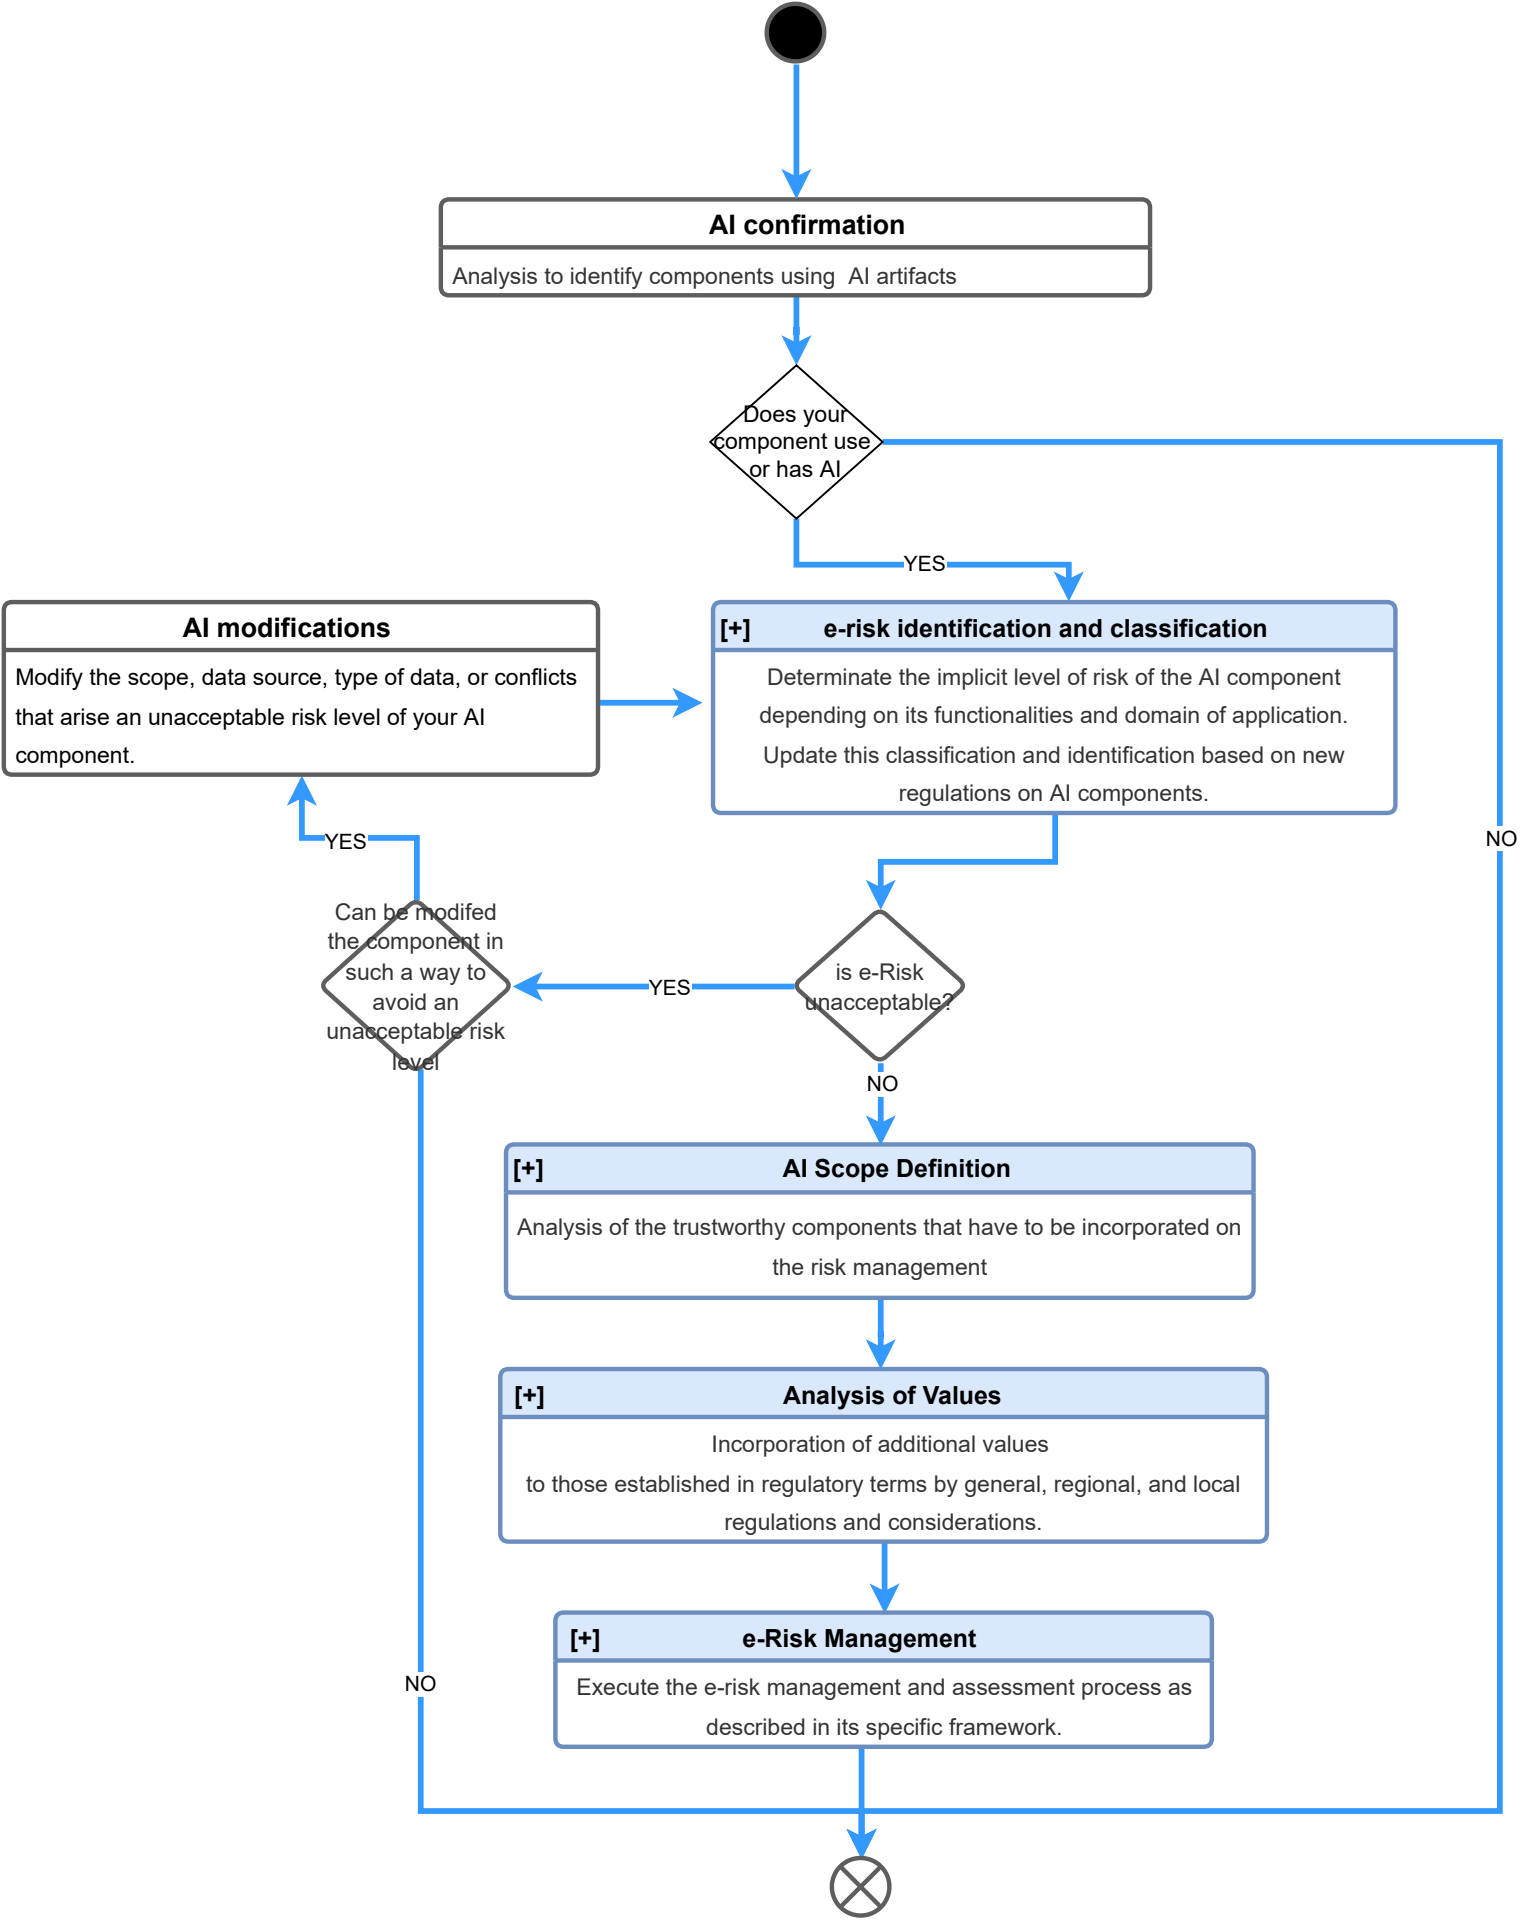 AI confirmation
Analysis to identify components using  AI artifacts
Does your
component use
or has AI
YES
AI modifications
Modify the scope, data source, type of data, or conflicts
that arise an unacceptable risk level of your AI
component.
[+] e-risk identification and classification
Determinate the implicit level of risk of the AI component
depending on its functionalities and domain of application.
Update this classification and identification based on new
regulations on AI components.
NO
YES
Can be modifed
the component in
such a way to
avoid an
unacceptable risk
level
YES
is e-Risk
unacceptable?
NO
[+] AI Scope Definition
Analysis of the trustworthy components that have to be incorporated on
the risk management
[+] Analysis of Values
Incorporation of additional values
to those established in regulatory terms by general, regional, and local
regulations and considerations.
[+] e-Risk Management
Execute the e-risk management and assessment process as
described in its specific framework.
NO